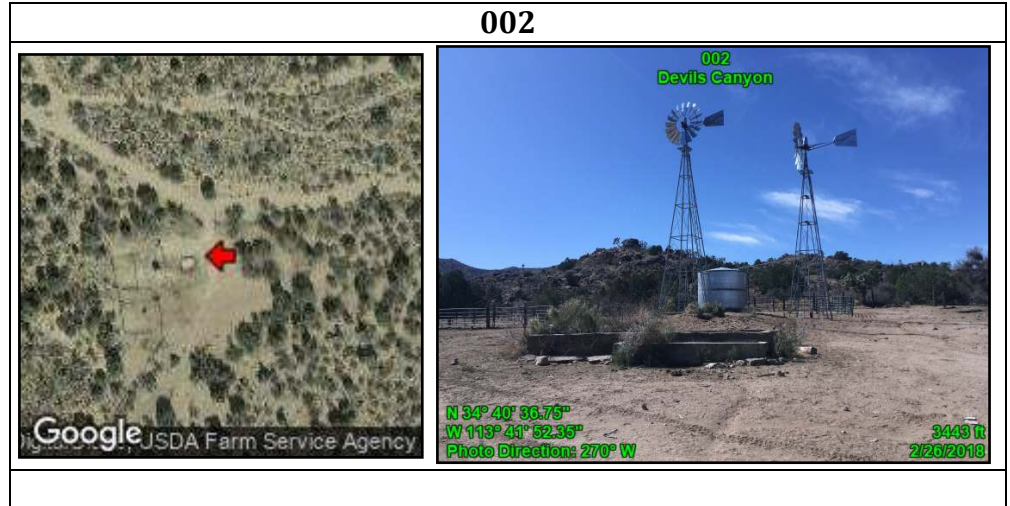 002
Google
USDA Farm Service Agency
002
Devils Canyon
N 34° 40' 36.75"
W 113° 41' 52.35"
Photo Direction: 270° W
3443 ft
2/26/2018